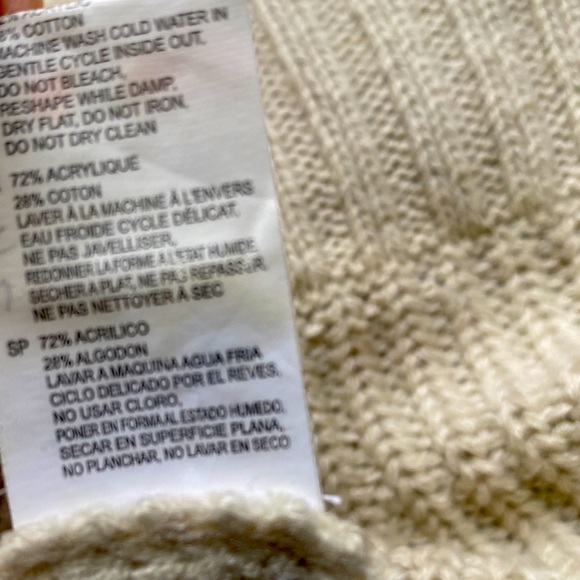 8% COTTON
MACHINE WASH COLD WATER IN
GENTLE CYCLE INSIDE OUT.
DO NOT BLEACH.
RESHAPE WHILE DAMP.
DRY FLAT, DO NOT IRON.
DO NOT DRY CLEAN
72% ACRYLIQUE
28% COTON
LAVER À LA MACHINE À L'ENVERS
EAU FROIDE CYCLE DÉLICAT.
NE PAS JAVELLISER.
REDONNER LA FORME A L'ETAT HUMIDE.
SECHER A PLAT, NE PAS REPASSER.
NE PAS NETTOYER À SEC
SP 72% ACRILICO
28% ALGODON
LAVAR A MAQUINA AGUA FRIA
CICLO DELICADO POR EL REVES.
NO USAR CLORO.
PONER EN FORMA AL ESTADO HUMEDO.
SECAR EN SUPERFICIE PLANA,
NO PLANCHAR, NO LAVAR EN SECO